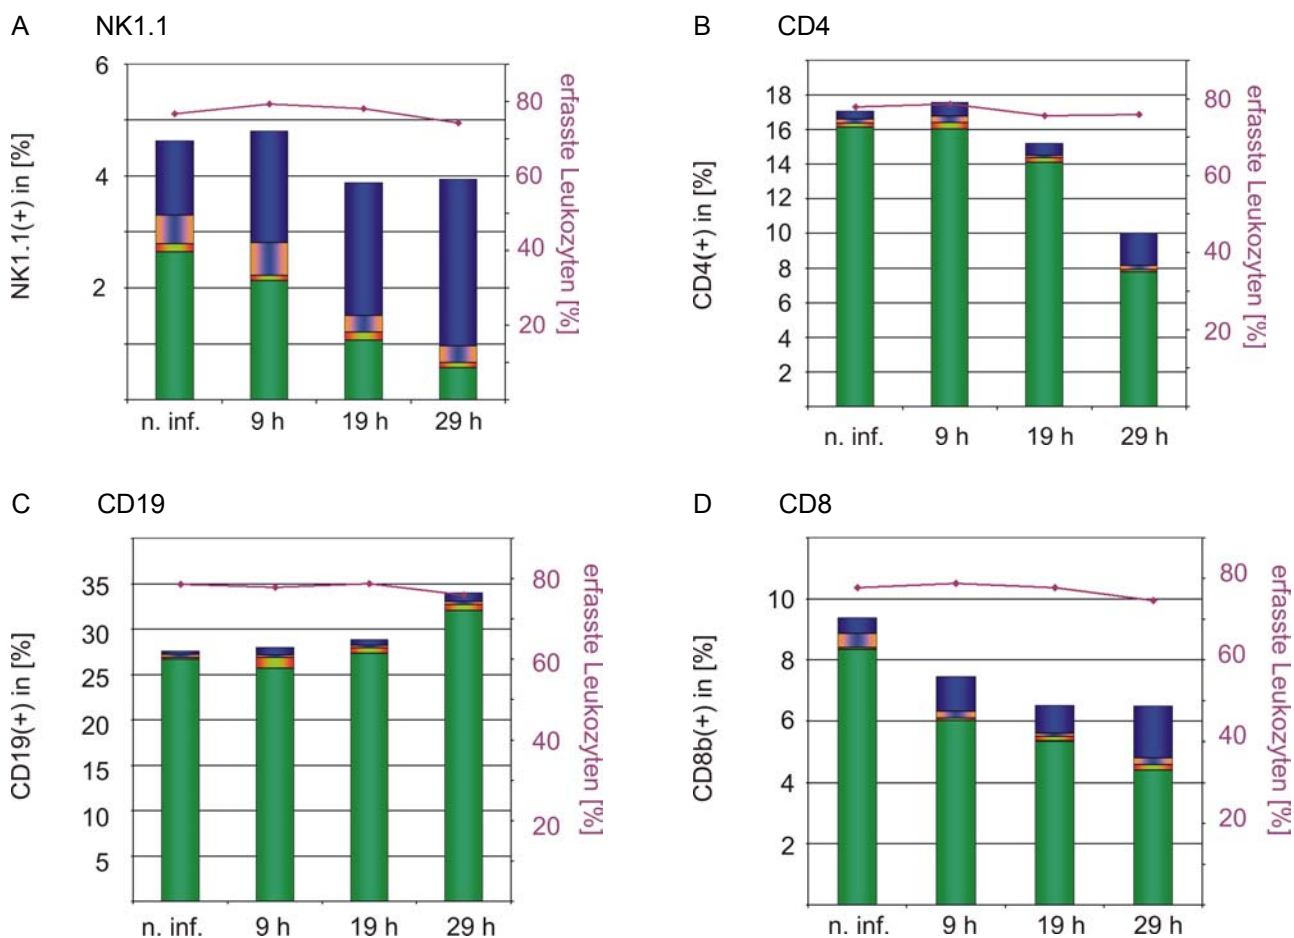 A NK1.1
6
4
2
NK1.1(+) in [%]
80
60
40
20
erfasste Leukozyten [%]
n. inf. 9 h 19 h 29 h
B CD4
18
16
14
12
10
8
6
4
2
CD4(+) in [%]
80
60
40
20
erfasste Leukozyten [%]
n. inf. 9 h 19 h 29 h
C CD19
35
30
25
20
15
10
5
CD19(+) in [%]
80
60
40
20
erfasste Leukozyten [%]
n. inf. 9 h 19 h 29 h
D CD8
10
8
6
4
2
CD8b(+) in [%]
80
60
40
20
erfasste Leukozyten [%]
n. inf. 9 h 19 h 29 h